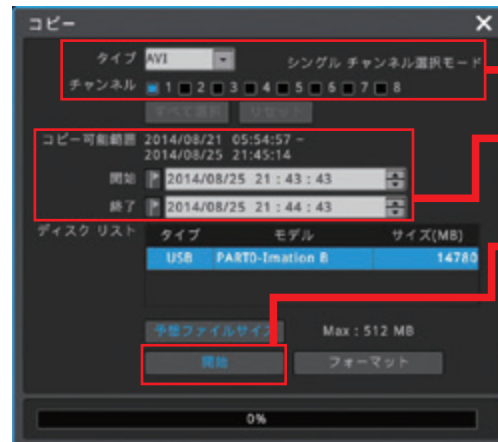 コピー
タイプ AVI シングル チャンネル選択モード
チャンネル 1 2 3 4 5 6 7 8
すべて選択 リセット
コピー可能範囲 2014/08/21 05:54:57 ~
2014/08/25 21:45:14
開始 2014/08/25 21 : 43 : 43
終了 2014/08/25 21 : 44 : 43
ディスク リスト タイプ モデル サイズ(MB)
USB PART0-Imation B 14780
予想ファイルサイズ Max : 512 MB
開始 フォーマット
0%